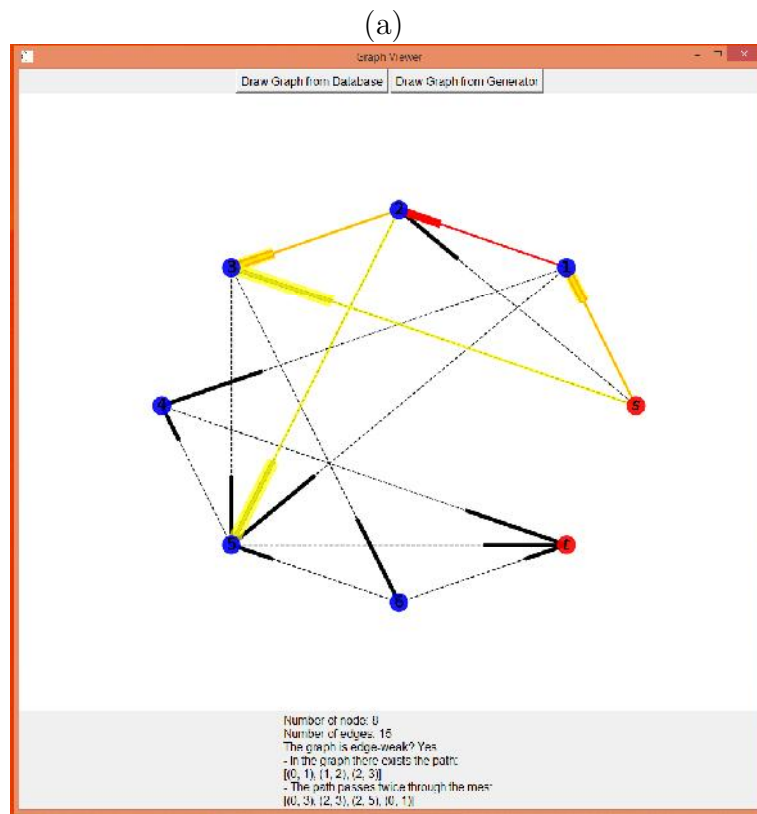 (a)
Graph Viewer
Draw Graph from Database Draw Graph from Generator
2
3 1
4 s
5 t
6
Number of node: 8
Number of edges: 15
The graph is edge-weak? Yes
- In the graph there exists the path:
[(0, 1), (1, 2), (2, 3)]
- The path passes twice through the mes:
[(0, 3), (2, 3), (2, 5), (0, 1)]